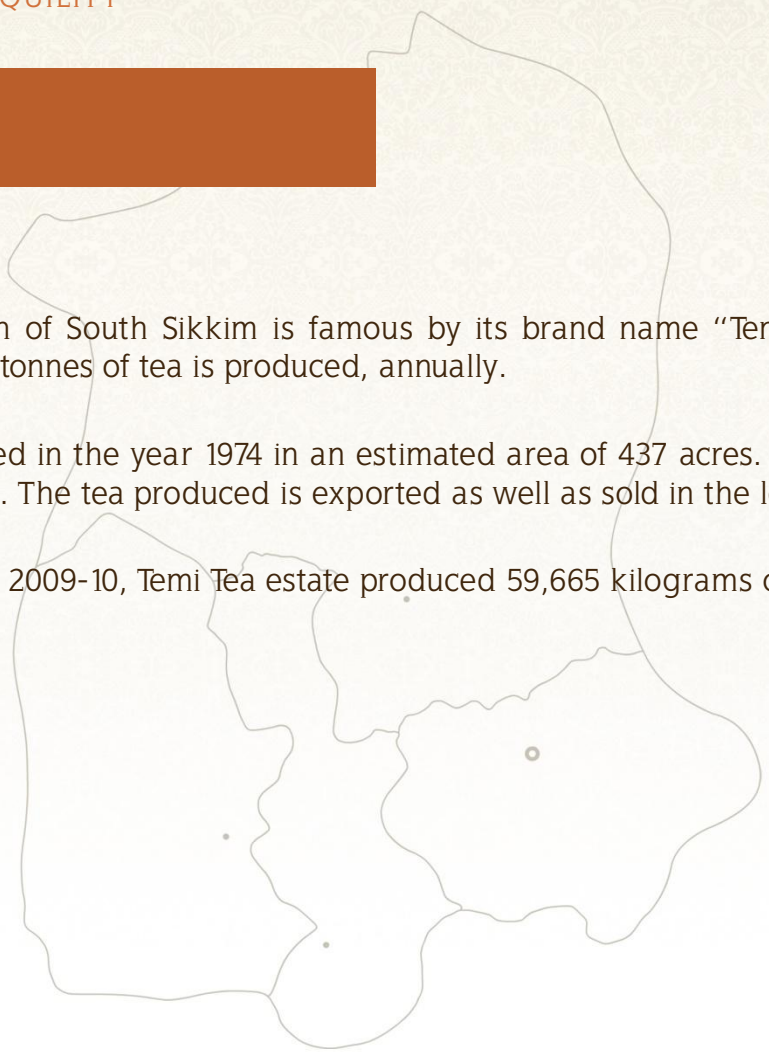 QUILITY
of South Sikkim is famous by its brand name “Tem
tonnes of tea is produced, annually.
ed in the year 1974 in an estimated area of 437 acres.
. The tea produced is exported as well as sold in the l
2009-10, Temi Tea estate produced 59,665 kilograms